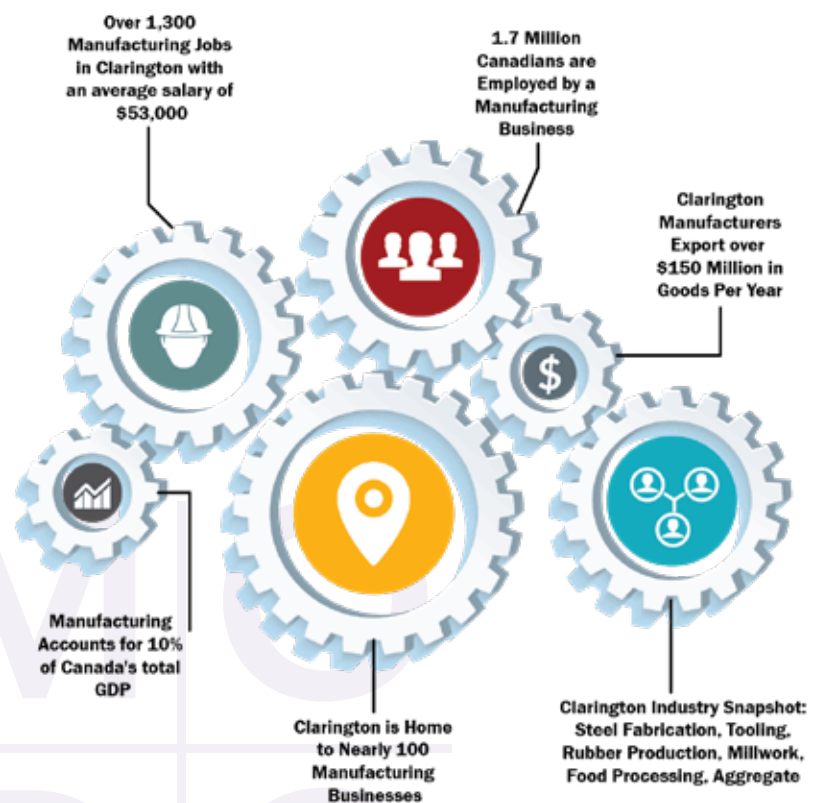 Over 1,300
Manufacturing Jobs
in Clarington with
an average salary of
$53,000
1.7 Million
Canadians are
Employed by a
Manufacturing
Business
Clarington
Manufacturers
Export over
$150 Million in
Goods Per Year
$
Manufacturing
Accounts for 10%
of Canada's total
GDP
Clarington is Home
to Nearly 100
Manufacturing
Businesses
Clarington Industry Snapshot:
Steel Fabrication, Tooling,
Rubber Production, Millwork,
Food Processing, Aggregate